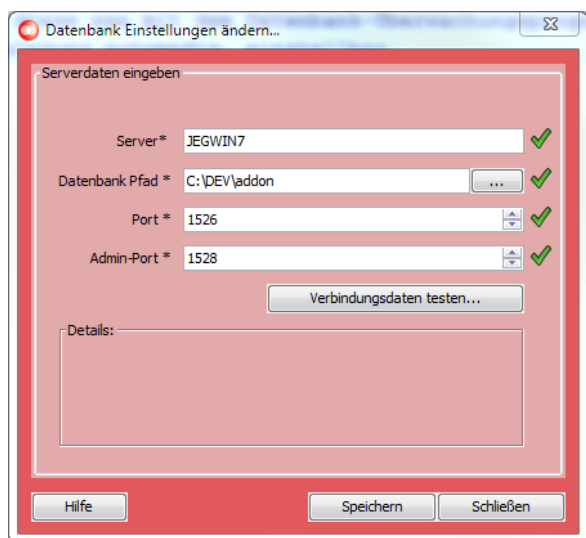 Datenbank Einstellungen ändern...
Serverdaten eingeben
Server* JEGWIN7
Datenbank Pfad * C:\DEV\addon ...
Port * 1526
Admin-Port * 1528
Verbindungsdaten testen...
Details:
Hilfe Speichern Schließen